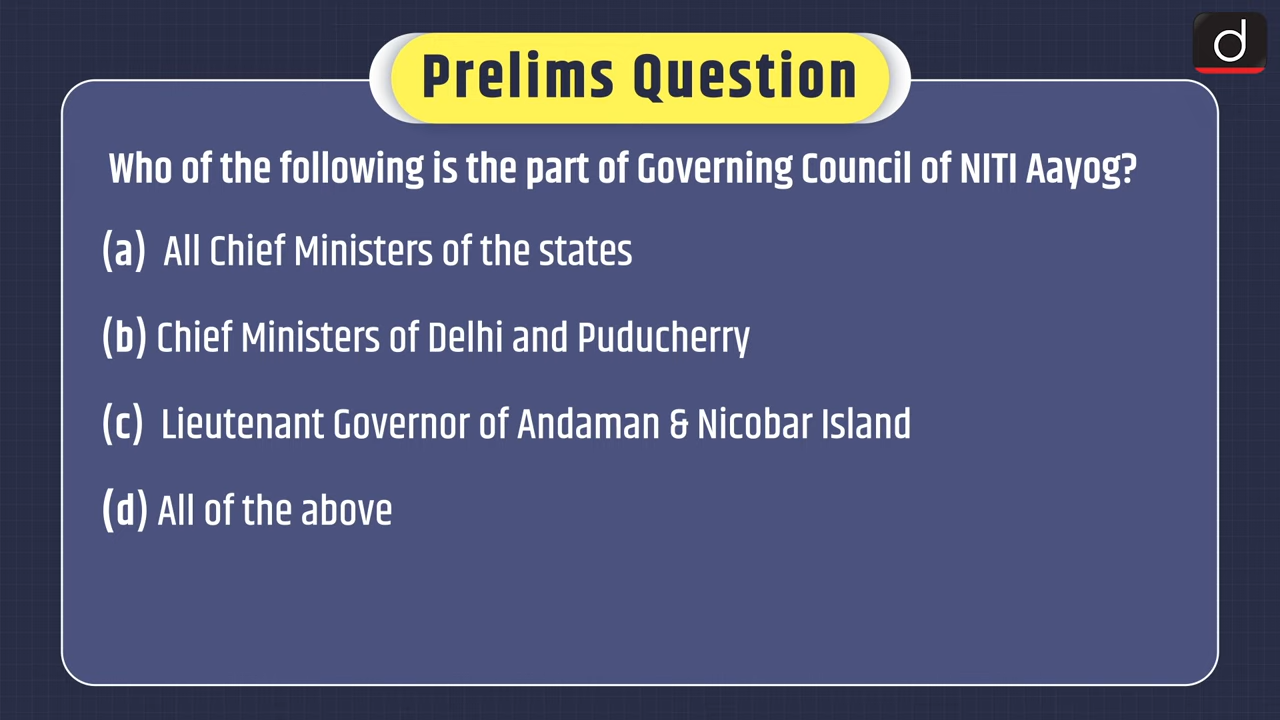 d
Prelims Question
Who of the following is the part of Governing Council of NITI Aayog?
(a) All Chief Ministers of the states
(b) Chief Ministers of Delhi and Puducherry
(c) Lieutenant Governor of Andaman & Nicobar Island
(d) All of the above